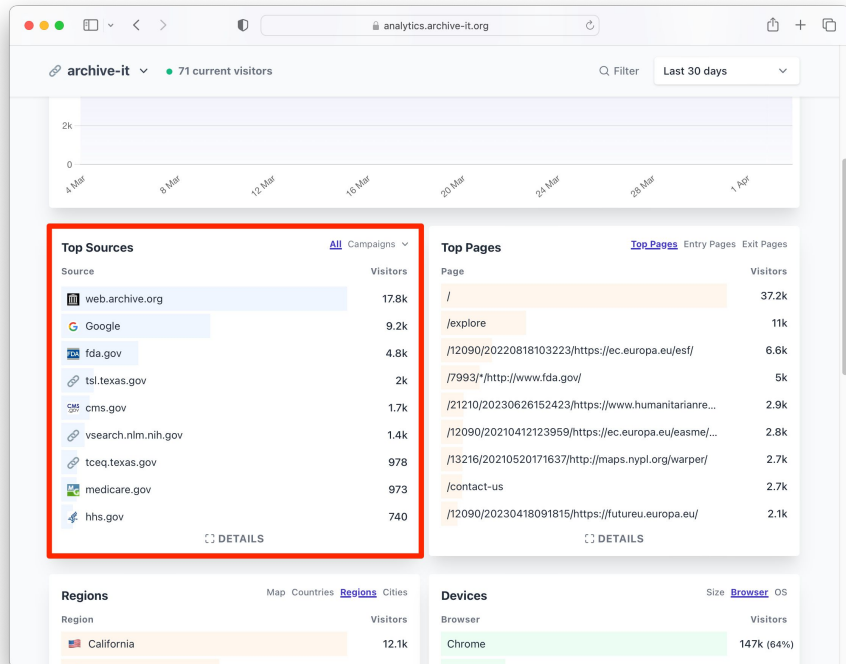 analytics.archive-it.org
archive-it
71 current visitors
Filter
Last 30 days
2k
0
4 Mar
8 Mar
12 Mar
16 Mar
20 Mar
24 Mar
28 Mar
1 Apr
Top Sources
All Campaigns
Source Visitors
web.archive.org 17.8k
Google 9.2k
FDA fda.gov 4.8k
tsl.texas.gov 2k
CMS GOV cms.gov 1.7k
vsearch.nlm.nih.gov 1.4k
tceq.texas.gov 978
medicare.gov 973
hhs.gov 740
DETAILS
Top Pages
Top Pages Entry Pages Exit Pages
Page Visitors
/ 37.2k
/explore 11k
/12090/20220818103223/https://ec.europa.eu/esf/ 6.6k
/7993/*/http://www.fda.gov/ 5k
/21210/20230626152423/https://www.humanitarianre... 2.9k
/12090/20210412123959/https://ec.europa.eu/easme/... 2.8k
/13216/20210520171637/http://maps.nypl.org/warper/ 2.7k
/contact-us 2.7k
/12090/20230418091815/https://futureu.europa.eu/ 2.1k
DETAILS
Regions
Map Countries Regions Cities
Region Visitors
California 12.1k
Devices
Size Browser OS
Browser Visitors
Chrome 147k (64%)